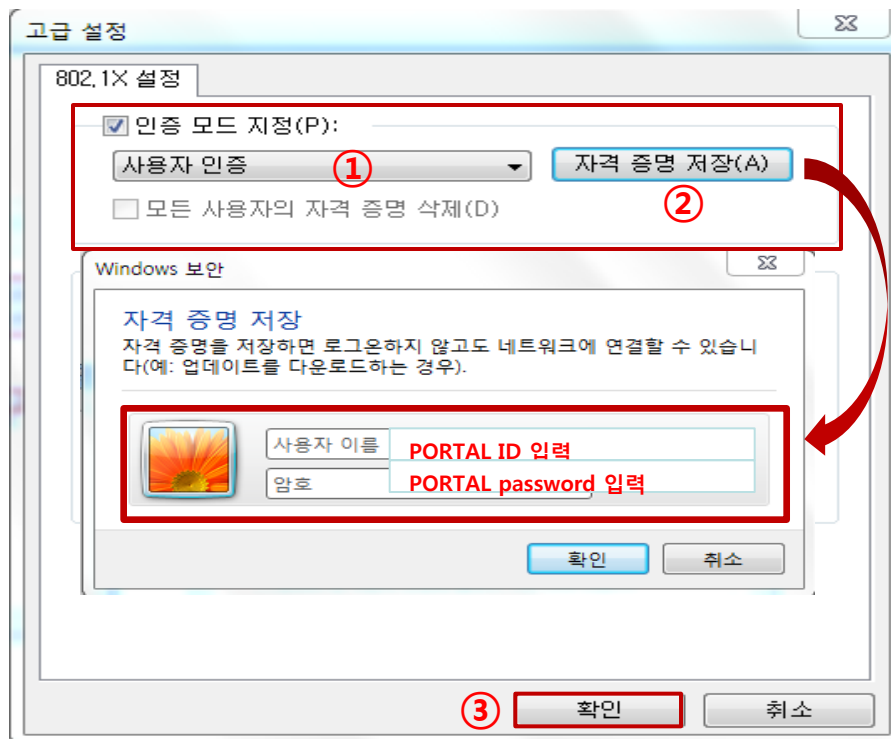 고급 설정
802.1X 설정
인증 모드 지정(P):
사용자 인증
①
자격 증명 저장(A)
②
모든 사용자의 자격 증명 삭제(D)
Windows 보안
자격 증명 저장
자격 증명을 저장하면 로그온하지 않고도 네트워크에 연결할 수 있습니
다(예: 업데이트를 다운로드하는 경우).
사용자 이름
PORTAL ID 입력
암호
PORTAL password 입력
확인
취소
③
확인
취소